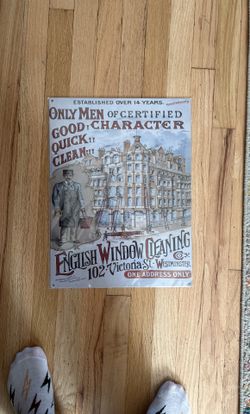 ESTABLISHED OVER 14 YEARS.
ONLY MEN OF CERTIFIED
GOOD! CHARACTER
QUICK!!
CLEAN!!!
ENGLISH WINDOW CLEANING
Co.
102 Victoria St. WESTMINSTER
ONE ADDRESS ONLY